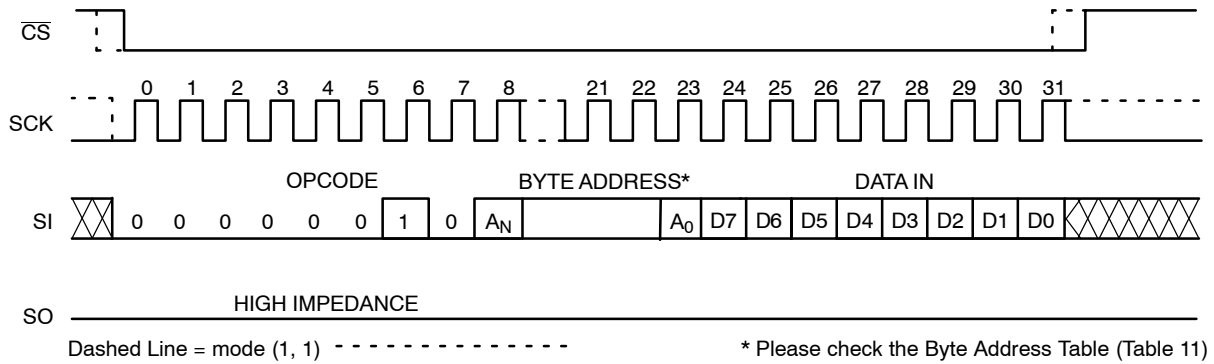 CS
0 1 2 3 4 5 6 7 8 21 22 23 24 25 26 27 28 29 30 31
SCK
OPCODE BYTE ADDRESS* DATA IN
SI 0 0 0 0 0 0 1 0 AN A0 D7 D6 D5 D4 D3 D2 D1 D0
HIGH IMPEDANCE
SO
Dashed Line = mode (1, 1) * Please check the Byte Address Table (Table 11)